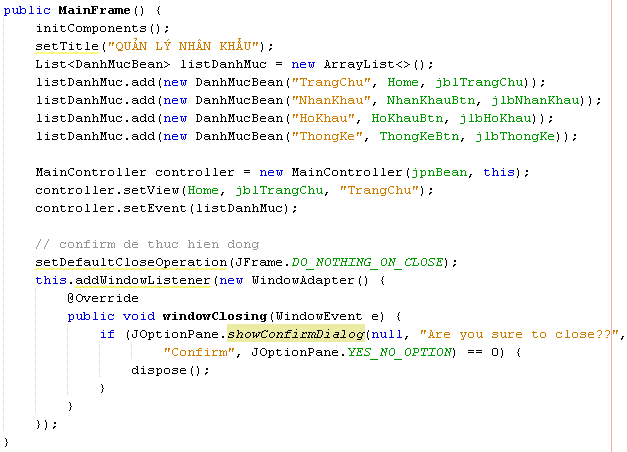 public MainFrame() {
    initComponents();
    setTitle("QUẢN LÝ NHÂN KHẨU");
    List<DanhMucBean> listDanhMuc = new ArrayList<>();
    listDanhMuc.add(new DanhMucBean("TrangChu", Home, jblTrangChu));
    listDanhMuc.add(new DanhMucBean("NhanKhau", NhanKhauBtn, jlbNhanKhau));
    listDanhMuc.add(new DanhMucBean("HoKhau", HoKhauBtn, jlbHoKhau));
    listDanhMuc.add(new DanhMucBean("ThongKe", ThongKeBtn, jlbThongKe));

    MainController controller = new MainController(jpnBean, this);
    controller.setView(Home, jblTrangChu, "TrangChu");
    controller.setEvent(listDanhMuc);

    // confirm de thuc hien dong
    setDefaultCloseOperation(JFrame.DO_NOTHING_ON_CLOSE);
    this.addWindowListener(new WindowAdapter() {
        @Override
        public void windowClosing(WindowEvent e) {
            if (JOptionPane.showConfirmDialog(null, "Are you sure to close??",
                    "Confirm", JOptionPane.YES_NO_OPTION) == 0) {
                dispose();
            }
        }
    });
}